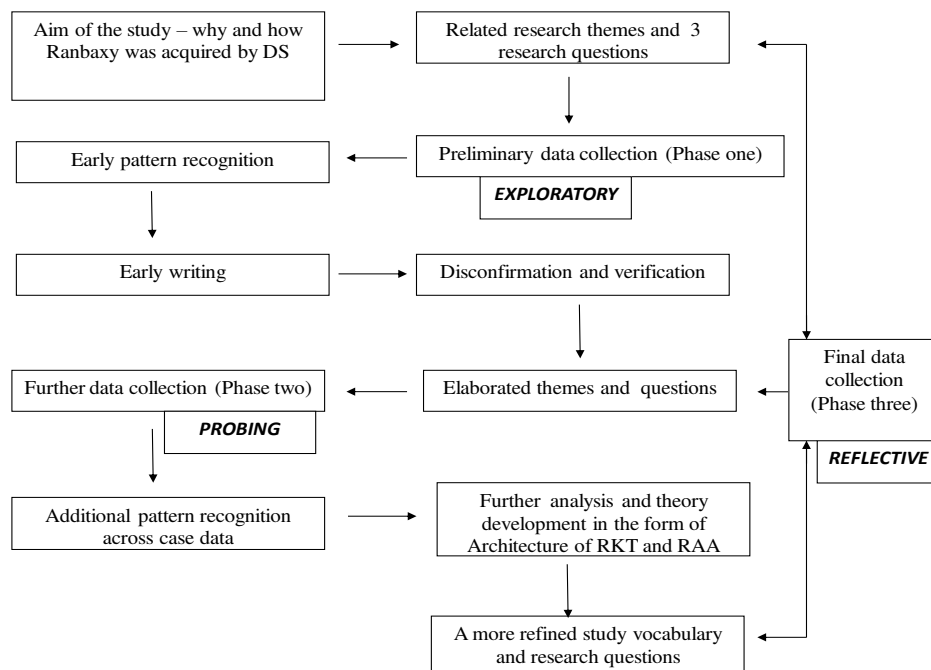 Aim of the study – why and how
Ranbaxy was acquired by DS
Related research themes and 3
research questions
Early pattern recognition
Preliminary data collection (Phase one)
EXPLORATORY
Early writing
Disconfirmation and verification
Final data
collection
(Phase three)
REFLECTIVE
Further data collection (Phase two)
PROBING
Elaborated themes and questions
Additional pattern recognition
across case data
Further analysis and theory
development in the form of
Architecture of RKT and RAA
A more refined study vocabulary
and research questions